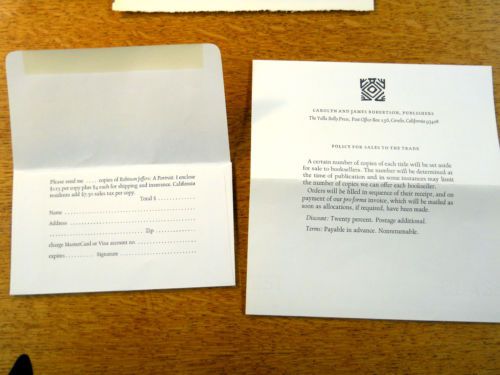 Please send me .... copies of Robinson Jeffers: A Portrait. I enclose
$125 per copy plus $4 each for shipping and insurance. California
residents add $7.50 sales tax per copy.
Total $ ..........
Name
Address
Zip
charge MasterCard or Visa account no.
expires .......... Signature
CAROLYN AND JAMES ROBERTSON, PUBLISHERS
The Yolla Bolly Press, Post Office Box 156, Covelo, California 95428
POLICY FOR SALES TO THE TRADE
A certain number of copies of each title will be set aside
for sale to booksellers. The number will be determined at
the time of publication and in some instances may limit
the number of copies we can offer each bookseller.
Orders will be filled in sequence of their receipt, and on
payment of our pro forma invoice, which will be mailed as
soon as allocations, if required, have been made.
Discount: Twenty percent. Postage additional.
Terms: Payable in advance. Nonreturnable.